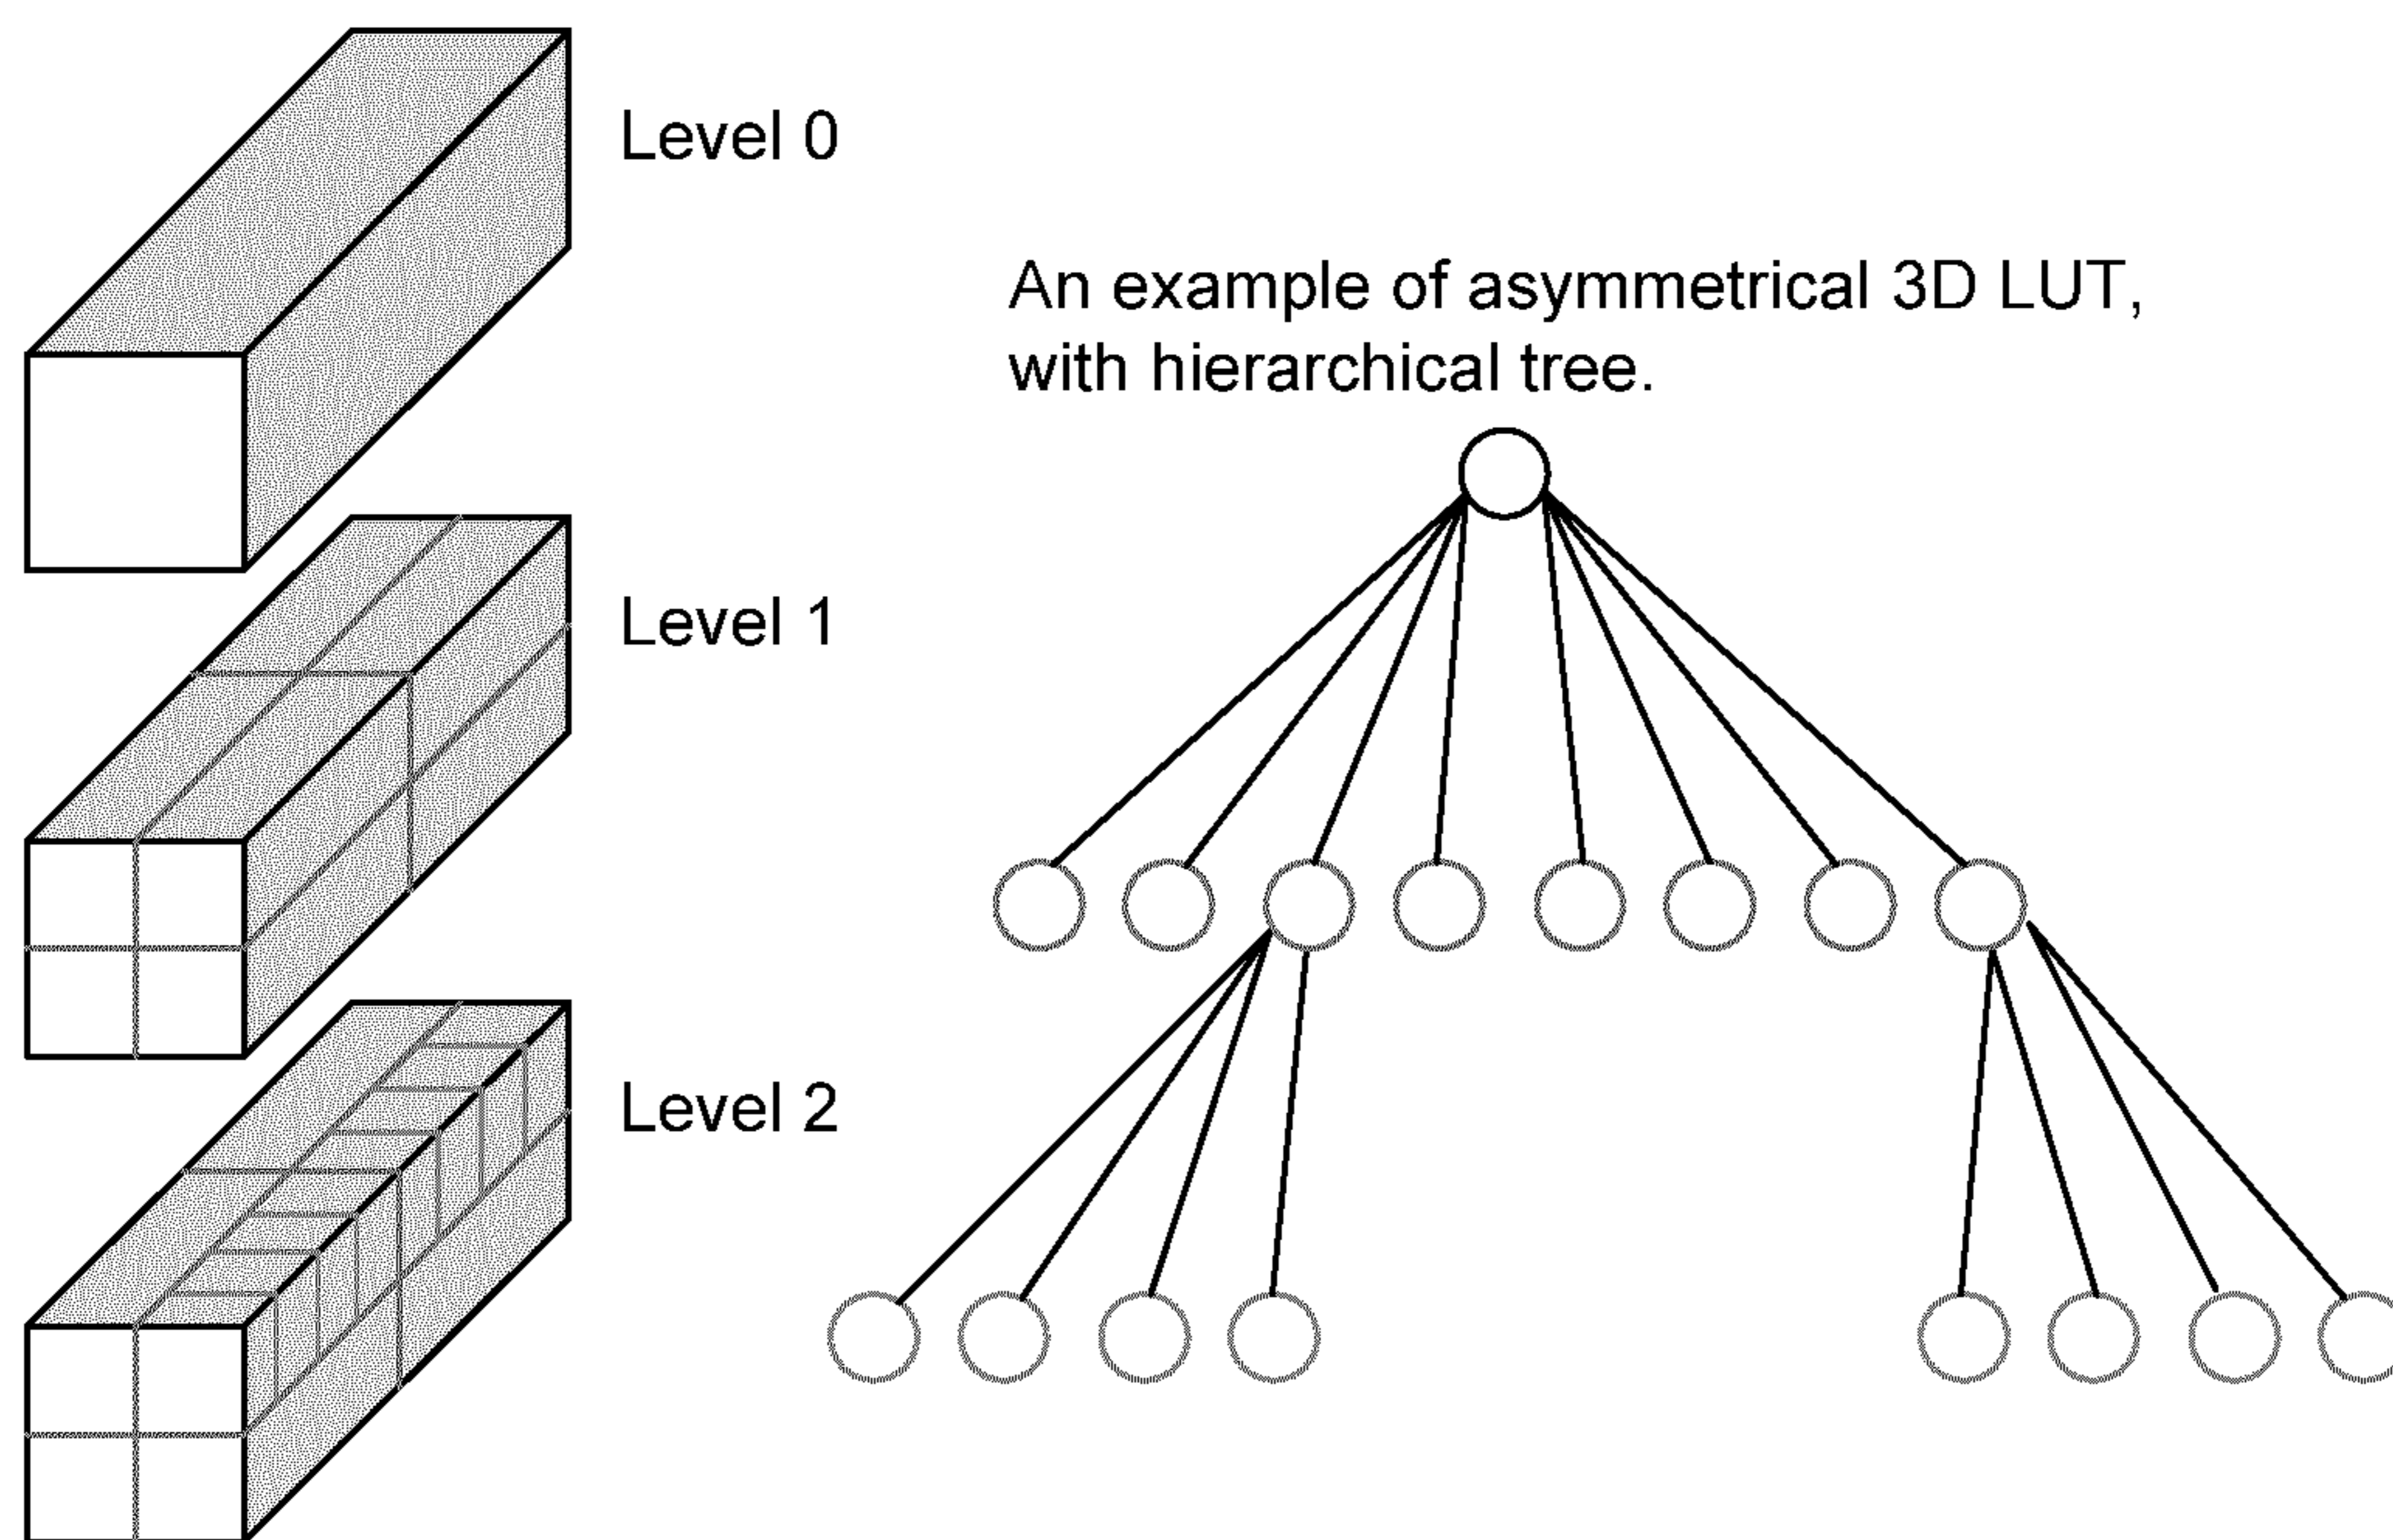 Level 0
An example of asymmetrical 3D LUT,
with hierarchical tree.
Level 1
Level 2